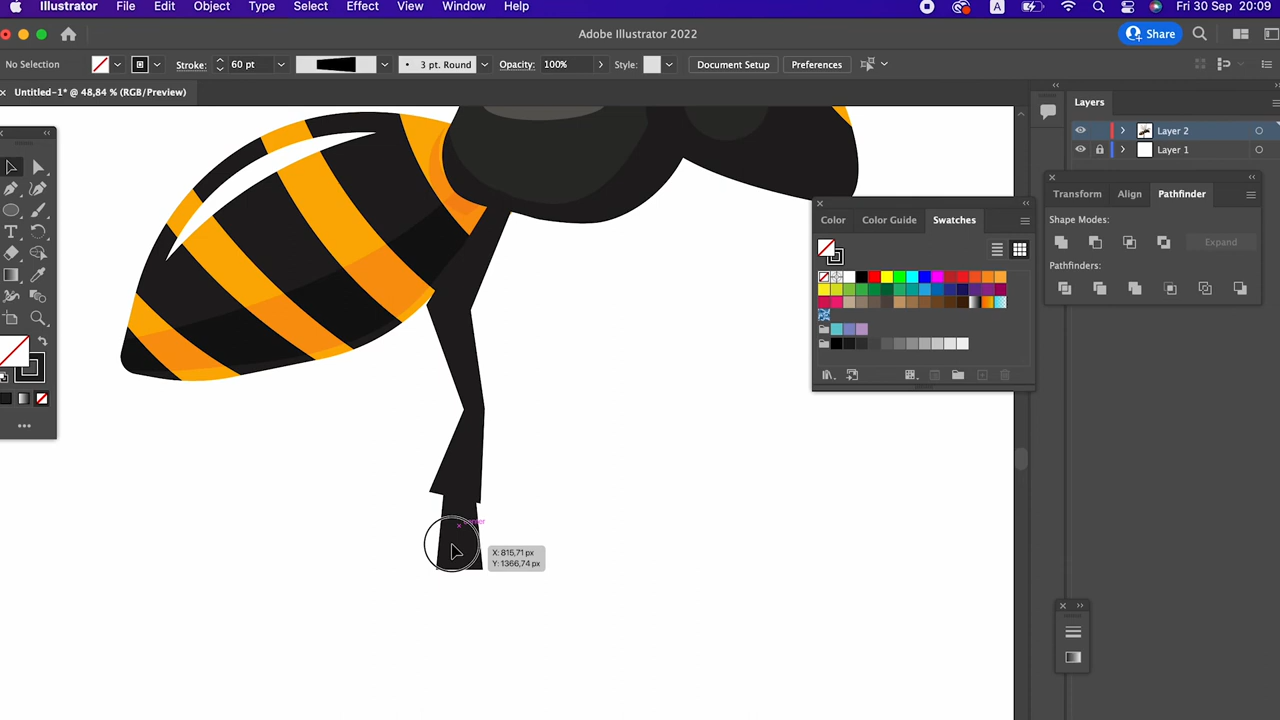 Illustrator File Edit Object Type Select Effect View Window Help A Fri 30 Sep 20:09
Adobe Illustrator 2022 Share
No Selection Stroke: 60 pt 3 pt. Round Opacity: 100% Style: Document Setup Preferences
Untitled-1* @ 48,84 % (RGB/Preview)
Layers
Layer 2
Layer 1
Transform Align Pathfinder
Shape Modes:
Expand
Pathfinders:
Color Color Guide Swatches
X: 815,71 px
Y: 1366,74 px